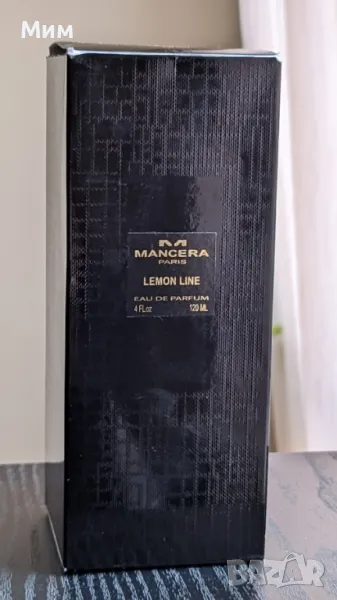 Мим
MANCERA
PARIS
LEMON LINE
EAU DE PARFUM
4 FL.oz 120 ML
BAZAR